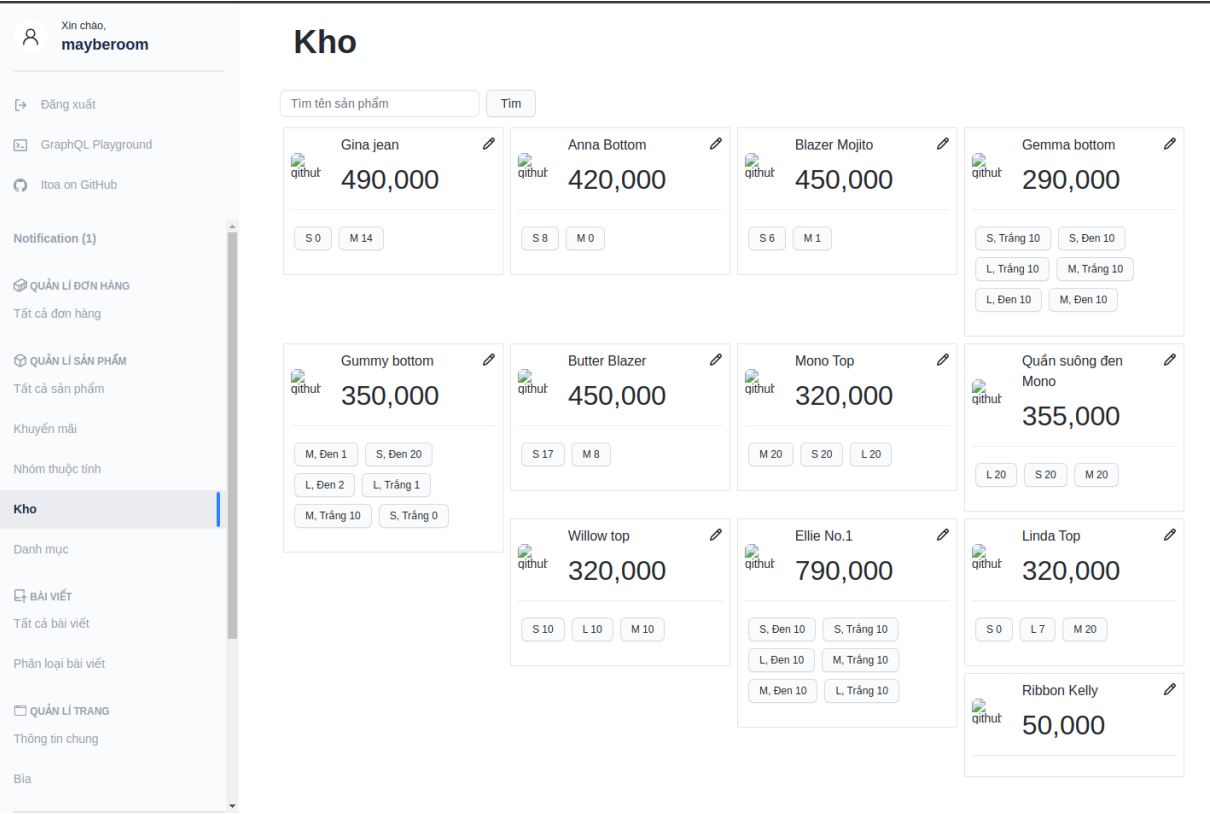 Xin chào,
mayberoom
Đăng xuất
GraphQL Playground
Itoa on GitHub
Notification (1)
QUẢN LÍ ĐƠN HÀNG
Tất cả đơn hàng
QUẢN LÍ SẢN PHẨM
Tất cả sản phẩm
Khuyến mãi
Nhóm thuộc tính
Kho
Danh mục
BÀI VIẾT
Tất cả bài viết
Phân loại bài viết
QUẢN LÍ TRANG
Thông tin chung
Bìa
Kho
Tìm tên sản phẩm
Tìm
Gina jean
github
490,000
S 0
M 14
Anna Bottom
github
420,000
S 8
M 0
Blazer Mojito
github
450,000
S 6
M 1
Gemma bottom
github
290,000
S, Trắng 10
S, Đen 10
L, Trắng 10
M, Trắng 10
L, Đen 10
M, Đen 10
Gummy bottom
github
350,000
M, Đen 1
S, Đen 20
L, Đen 2
L, Trắng 1
M, Trắng 10
S, Trắng 0
Butter Blazer
github
450,000
S 17
M 8
Mono Top
github
320,000
M 20
S 20
L 20
Quần suông đen
Mono
github
355,000
L 20
S 20
M 20
Willow top
github
320,000
S 10
L 10
M 10
Ellie No.1
github
790,000
S, Đen 10
S, Trắng 10
L, Đen 10
M, Trắng 10
M, Đen 10
L, Trắng 10
Linda Top
github
320,000
S 0
L 7
M 20
Ribbon Kelly
github
50,000